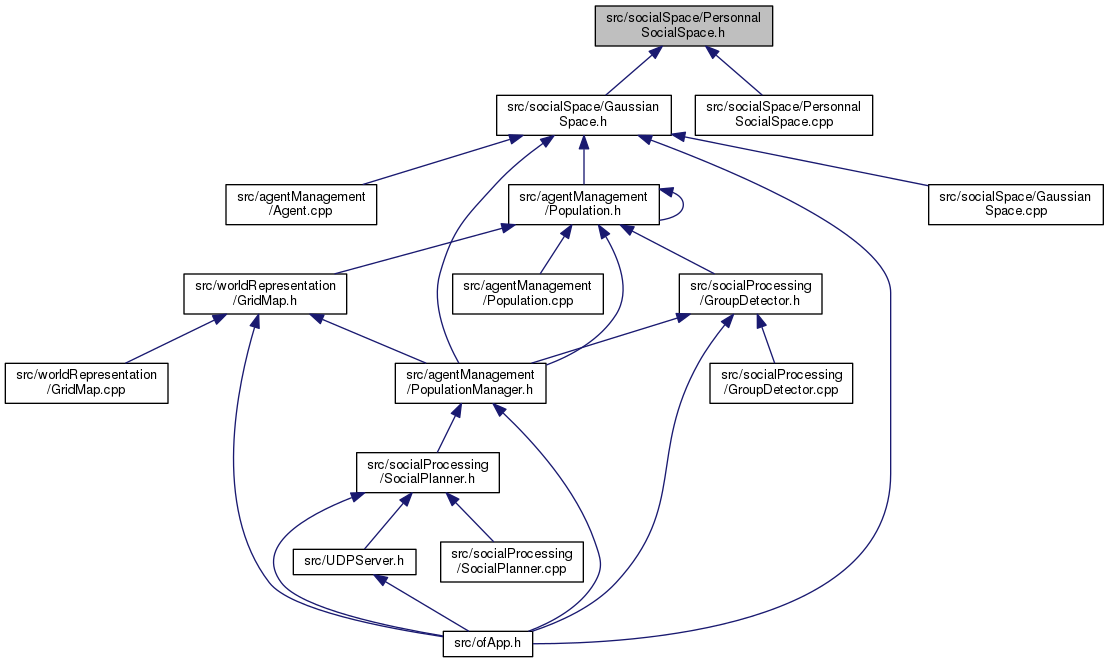 src/socialSpace/Personnal
SocialSpace.h
src/socialSpace/Gaussian
Space.h
src/socialSpace/Personnal
SocialSpace.cpp
src/agentManagement
/Agent.cpp
src/agentManagement
/Population.h
src/socialSpace/Gaussian
Space.cpp
src/worldRepresentation
/GridMap.h
src/agentManagement
/Population.cpp
src/socialProcessing
/GroupDetector.h
src/worldRepresentation
/GridMap.cpp
src/agentManagement
/PopulationManager.h
src/socialProcessing
/GroupDetector.cpp
src/socialProcessing
/SocialPlanner.h
src/UDPServer.h
src/socialProcessing
/SocialPlanner.cpp
src/ofApp.h